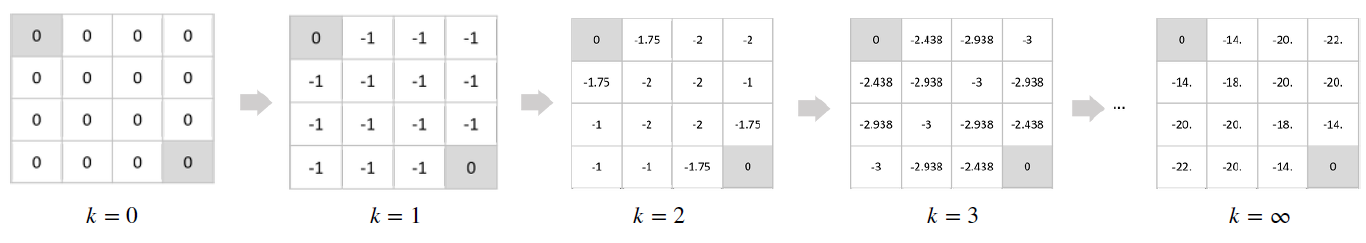 0 0 0 0
0 0 0 0
0 0 0 0
0 0 0 0
k = 0
0 -1 -1 -1
-1 -1 -1 -1
-1 -1 -1 -1
-1 -1 -1 0
k = 1
0 -1.75 -2 -2
-1.75 -2 -2 -1
-1 -2 -2 -1.75
-1 -1 -1.75 0
k = 2
0 -2.438 -2.938 -3
-2.438 -2.938 -3 -2.938
-2.938 -3 -2.938 -2.438
-3 -2.938 -2.438 0
k = 3
...
0 -14. -20. -22.
-14. -18. -20. -20.
-20. -20. -18. -14.
-22. -20. -14. 0
k = ∞